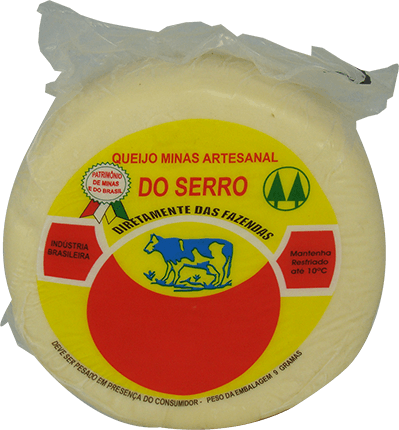 QUEIJO MINAS ARTESANAL
DO SERRO
PATRIMÔNIO
DE MINAS
E DO BRASIL
DIRETAMENTE DAS FAZENDAS
INDÚSTRIA
BRASILEIRA
Mantenha
Resfriado
até 10ºC
DEVE SER PESADO EM PRESENÇA DO CONSUMIDOR - PESO DA EMBALAGEM 9 GRAMAS